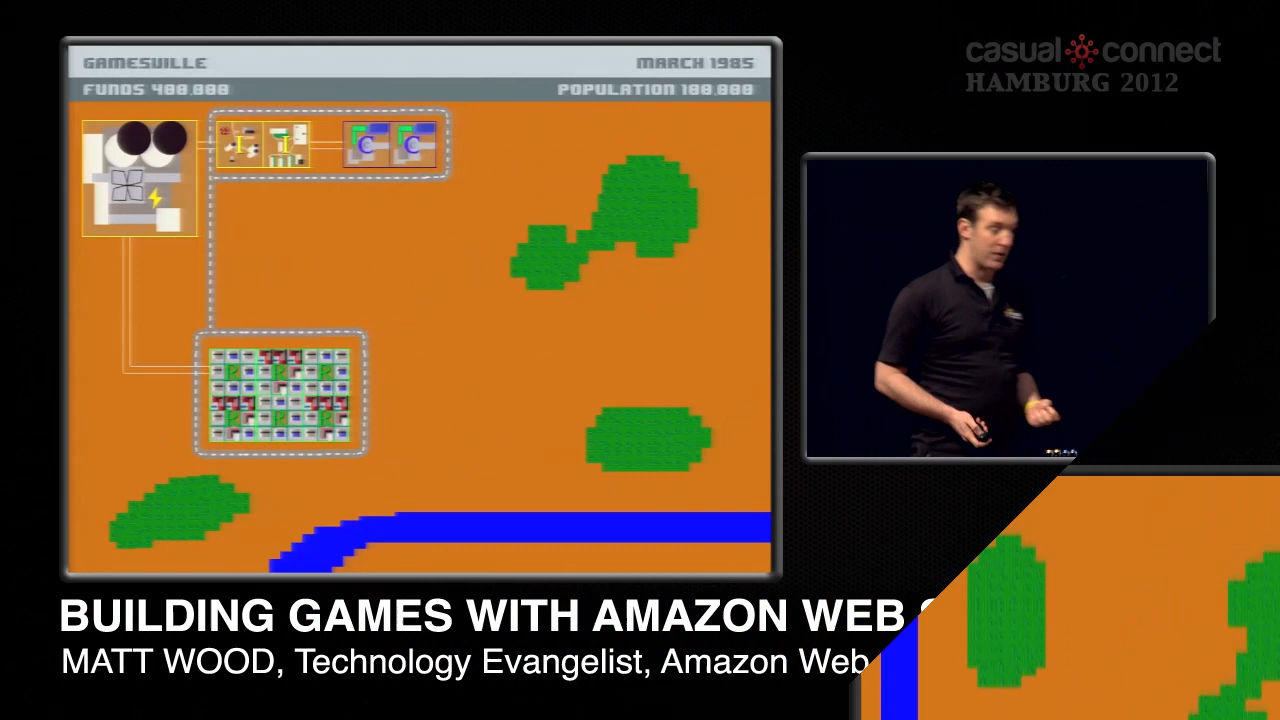 GAMESVILLE
MARCH 1985
FUNDS 400,000
POPULATION 100,000
I I C C
casual connect
HAMBURG 2012
BUILDING GAMES WITH AMAZON WEB
MATT WOOD, Technology Evangelist, Amazon Web